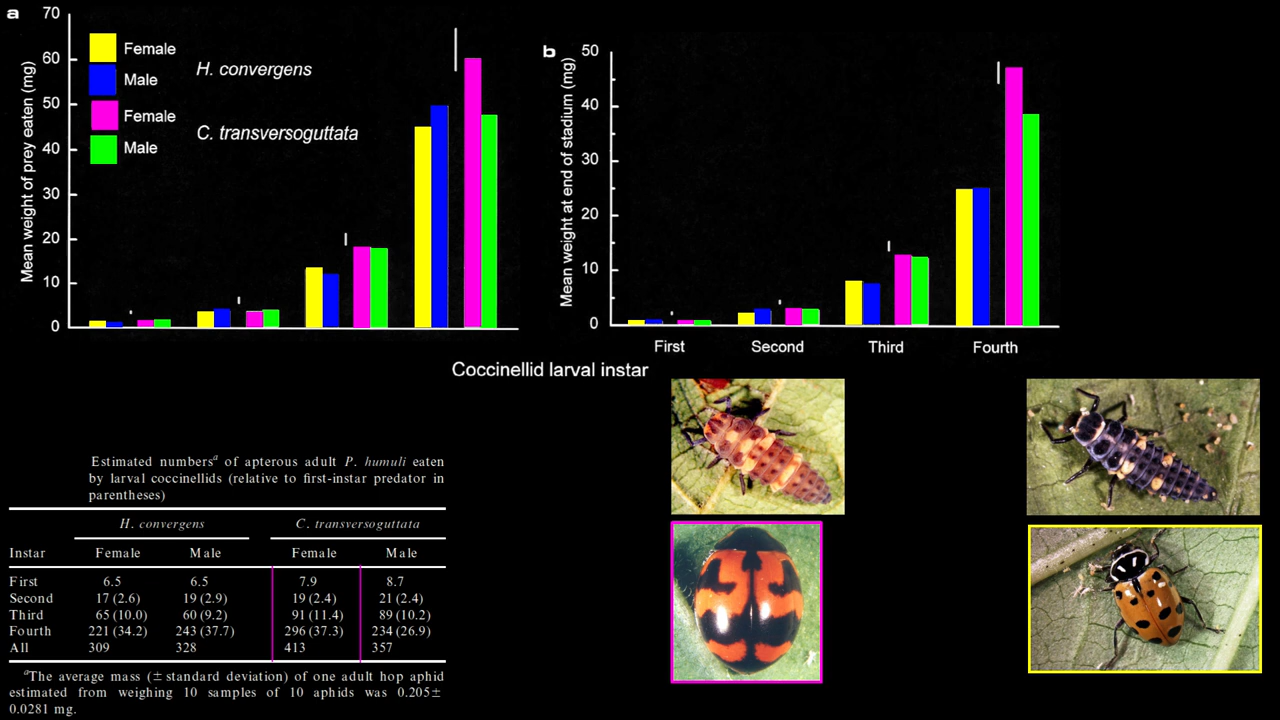 a
70
60
50
40
30
20
10
0
Mean weight of prey eaten (mg)
Female
Male
H. convergens
Female
Male
C. transversoguttata
b
50
40
30
20
10
0
Mean weight at end of stadium (mg)
First Second Third Fourth
Coccinellid larval instar
Estimated numbersa of apterous adult P. humuli eaten
by larval coccinellids (relative to first-instar predator in
parentheses)
H. convergens C. transversoguttata
Instar Female Male Female Male
First 6.5 6.5 7.9 8.7
Second 17 (2.6) 19 (2.9) 19 (2.4) 21 (2.4)
Third 65 (10.0) 60 (9.2) 91 (11.4) 89 (10.2)
Fourth 221 (34.2) 243 (37.7) 296 (37.3) 234 (26.9)
All 309 328 413 357
aThe average mass (± standard deviation) of one adult hop aphid
estimated from weighing 10 samples of 10 aphids was 0.205±
0.0281 mg.